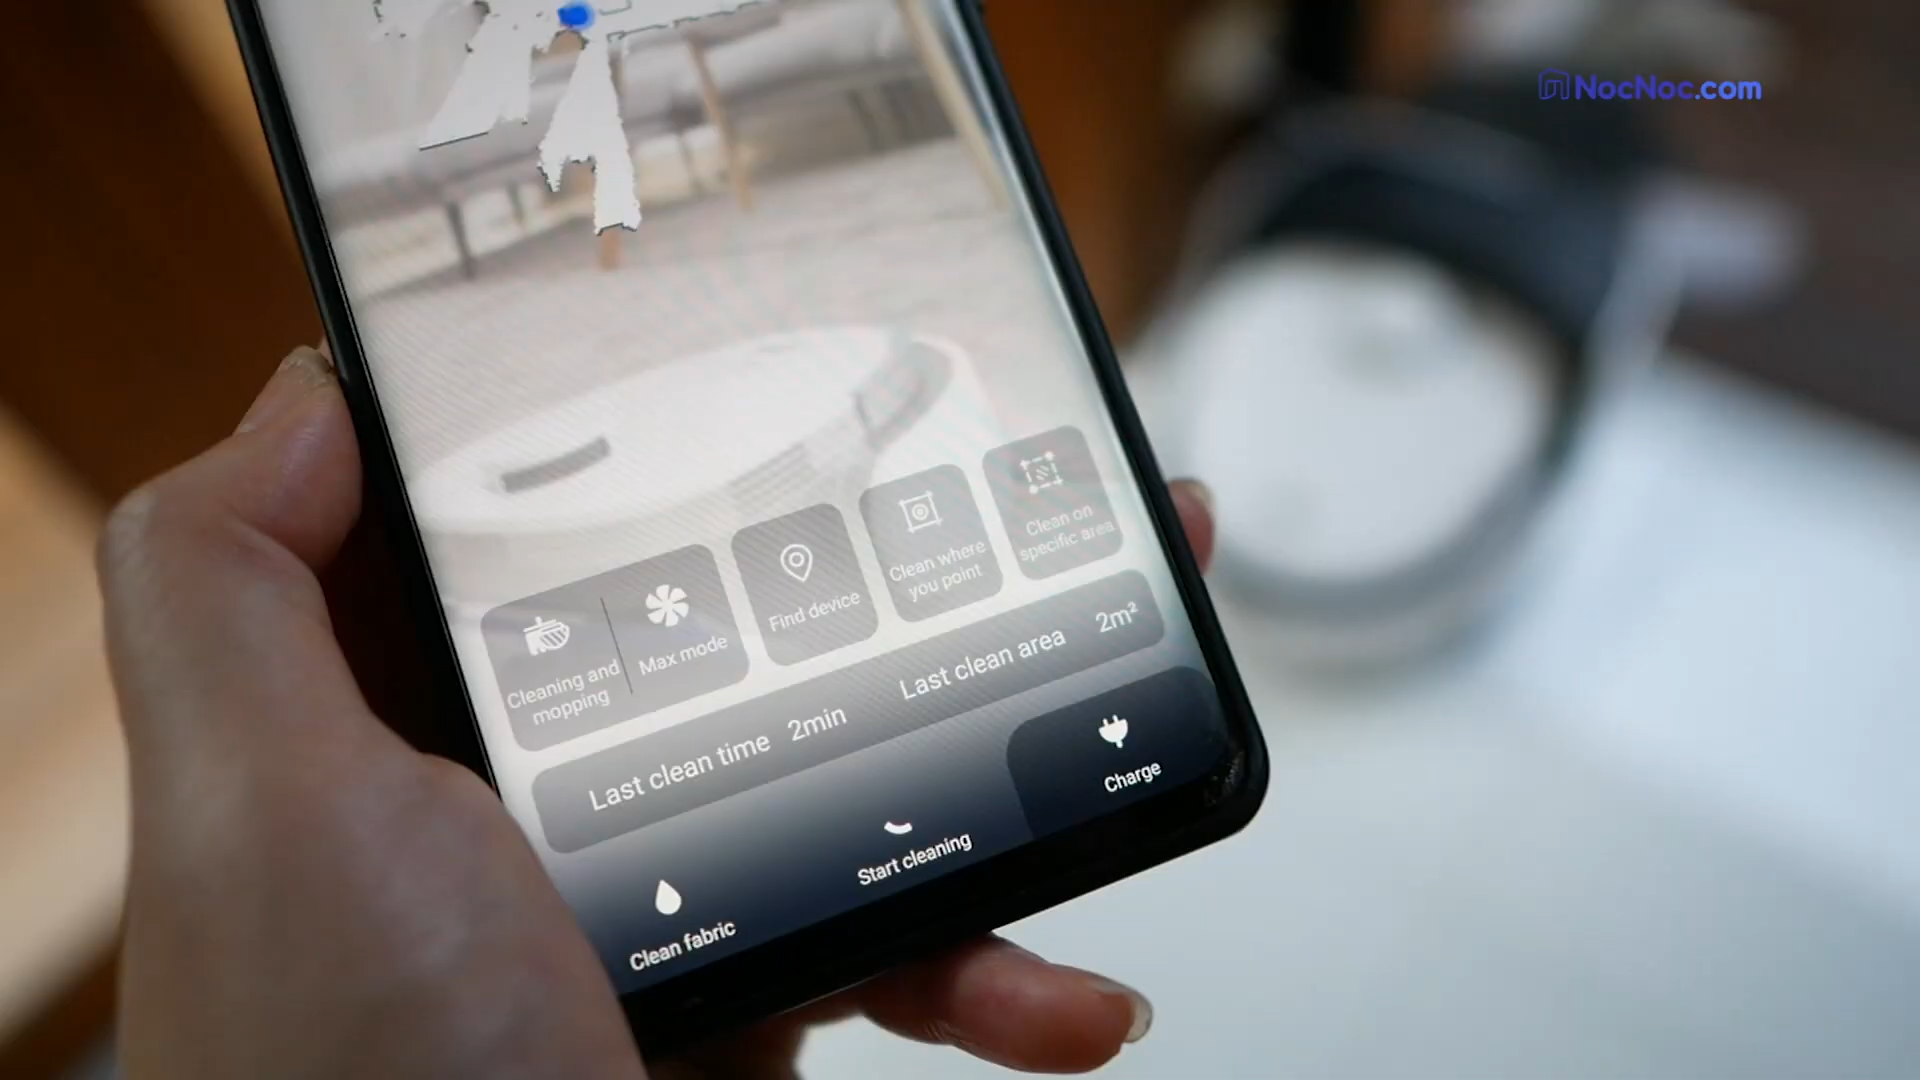 NocNoc.com
Cleaning and
mopping
Max mode
Find device
Clean where
you point
Clean on
specific area
Last clean time 2min
Last clean area 2m²
Clean fabric
Start cleaning
Charge